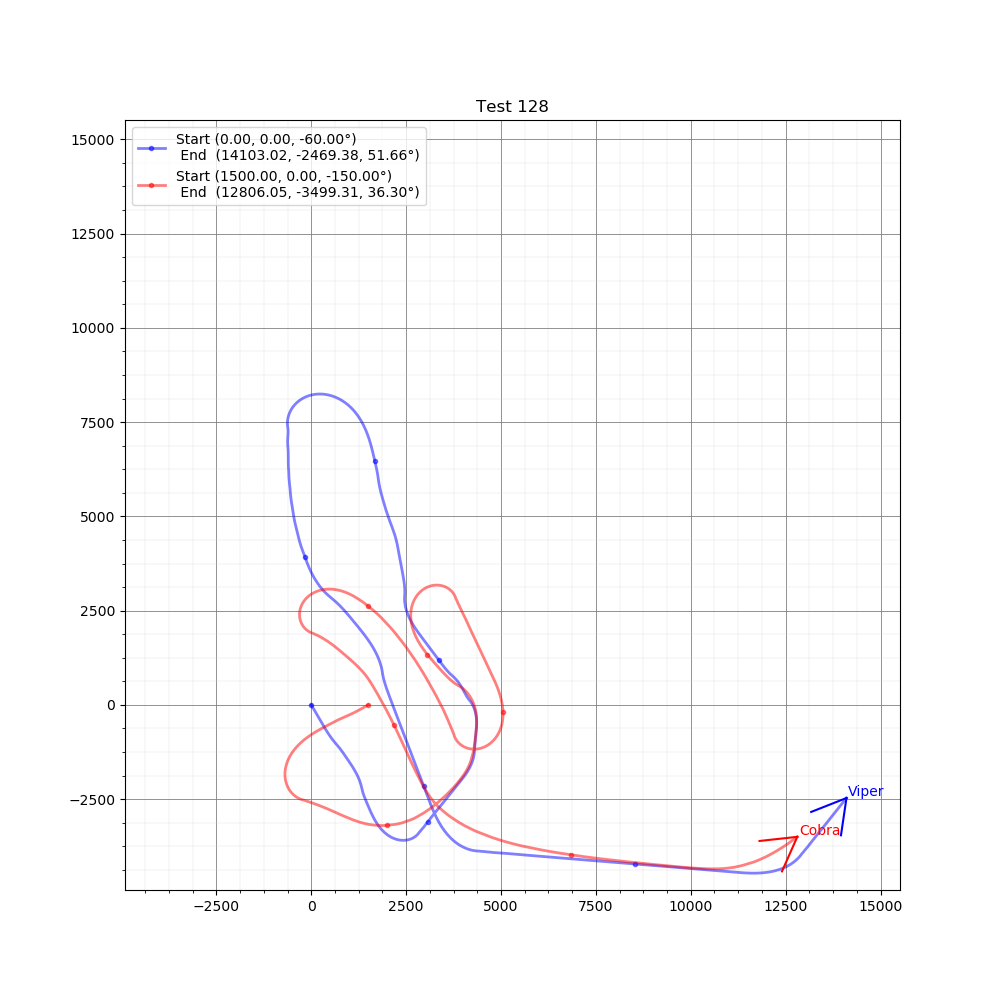 Test 128
Start (0.00, 0.00, -60.00°)
End (14103.02, -2469.38, 51.66°)
Start (1500.00, 0.00, -150.00°)
End (12806.05, -3499.31, 36.30°)
15000
12500
10000
7500
5000
2500
0
−2500
Viper
Cobra
−2500 0 2500 5000 7500 10000 12500 15000